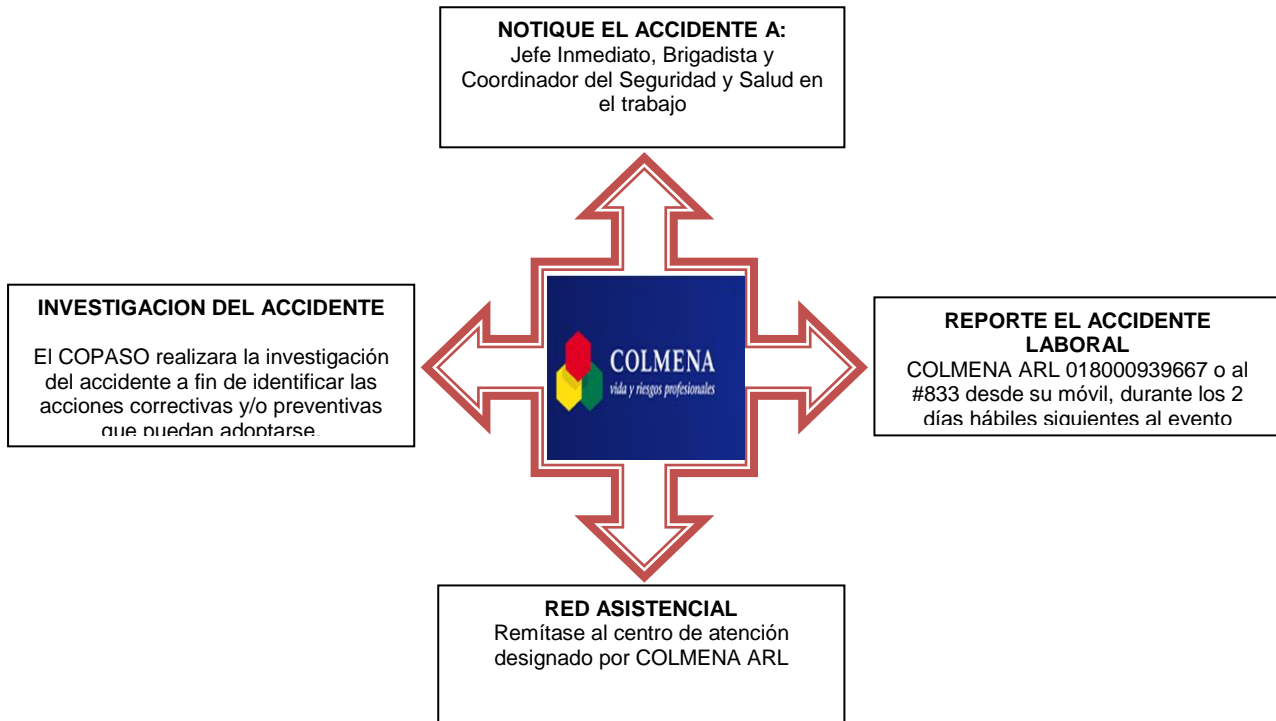 NOTIQUE EL ACCIDENTE A:
Jefe Inmediato, Brigadista y
Coordinador del Seguridad y Salud en
el trabajo
INVESTIGACION DEL ACCIDENTE
El COPASO realizara la investigación
del accidente a fin de identificar las
acciones correctivas y/o preventivas
que puedan adoptarse.
COLMENA
vida y riesgos profesionales
REPORTE EL ACCIDENTE
LABORAL
COLMENA ARL 018000939667 o al
#833 desde su móvil, durante los 2
días hábiles siguientes al evento
RED ASISTENCIAL
Remítase al centro de atención
designado por COLMENA ARL